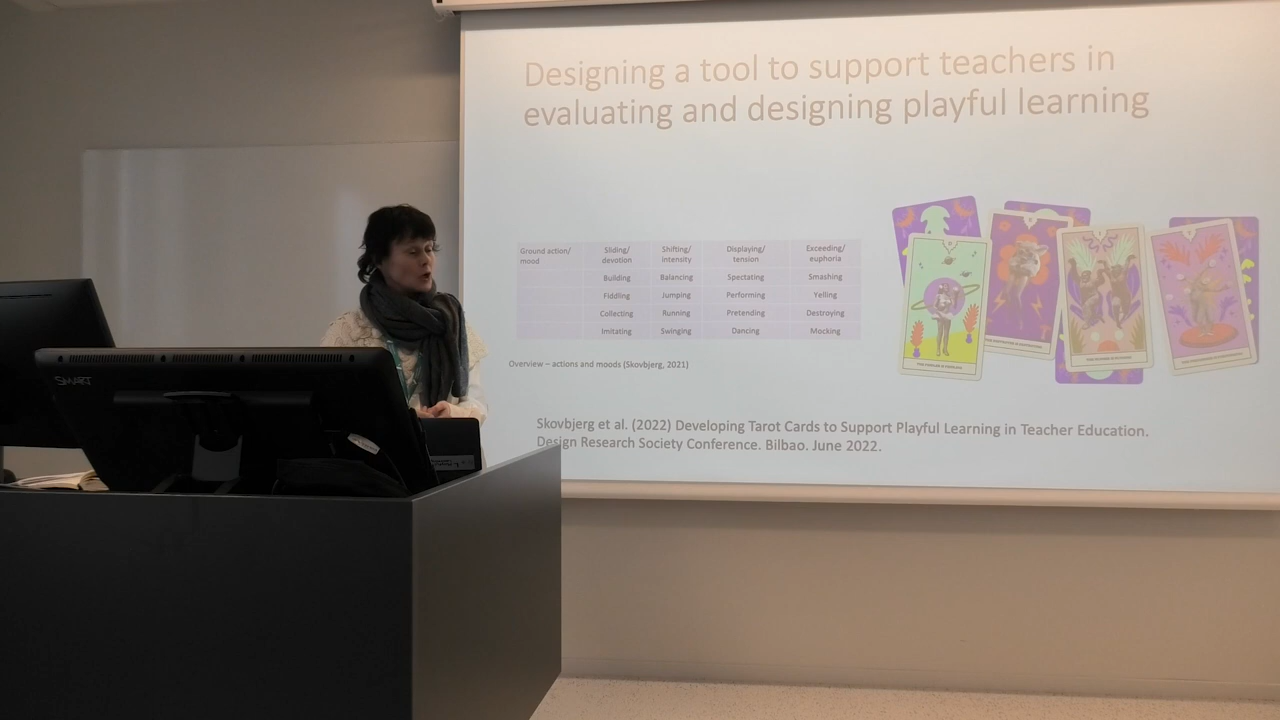 Designing a tool to support teachers in
evaluating and designing playful learning
Ground action/ Sliding/ Shifting/ Displaying/ Exceeding/
mood devotion intensity tension euphoria
Building Balancing Spectating Smashing
Fiddling Jumping Performing Yelling
Collecting Running Pretending Destroying
Imitating Swinging Dancing Mocking
Overview – actions and moods (Skovbjerg, 2021)
Skovbjerg et al. (2022) Developing Tarot Cards to Support Playful Learning in Teacher Education.
Design Research Society Conference. Bilbao. June 2022.
SMART